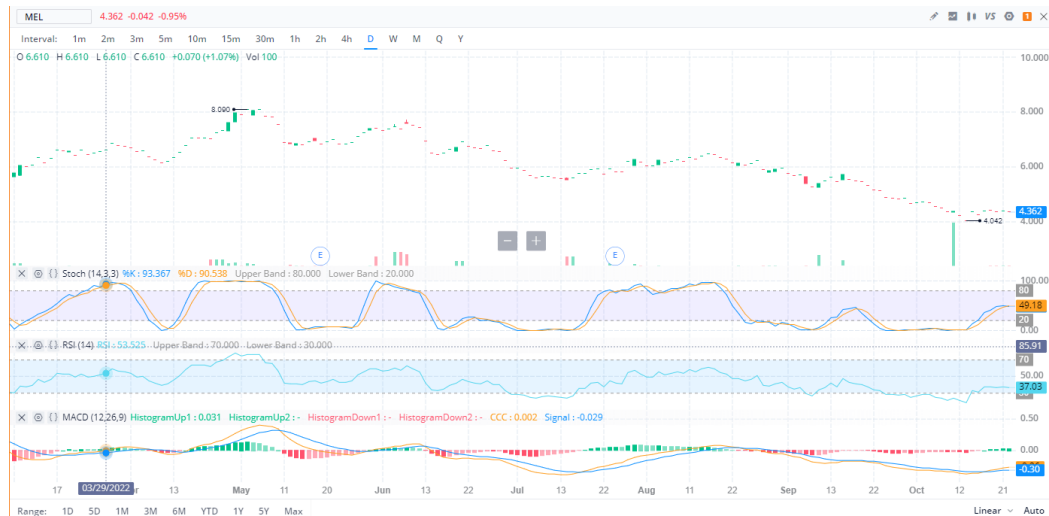 MEL 4.362 -0.042 -0.95% VS 1
Interval: 1m 2m 3m 5m 10m 15m 30m 1h 2h 4h D W M Q Y
O 6.610 H 6.610 L 6.610 C 6.610 +0.070 (+1.07%) Vol 100
10.000
8.090
8.000
6.000
4.362
4.042
4.000
E E
Stoch (14,3,3) %K : 93.367 %D : 90.538 Upper Band : 80.000 Lower Band : 20.000
100.00
80
49.18
20
0.00
RSI (14) RSI : 53.525 Upper Band : 70.000 Lower Band : 30.000
85.91
70
50.00
37.03
MACD (12,26,9) HistogramUp1 : 0.031 HistogramUp2 : - HistogramDown1 : - HistogramDown2 : - CCC : 0.002 Signal : -0.029
0.50
0.00
-0.30
17 03/29/2022 13 May 11 20 Jun 13 22 Jul 13 22 Aug 11 22 Sep 13 22 Oct 12 21
Range: 1D 5D 1M 3M 6M YTD 1Y 5Y Max Linear Auto